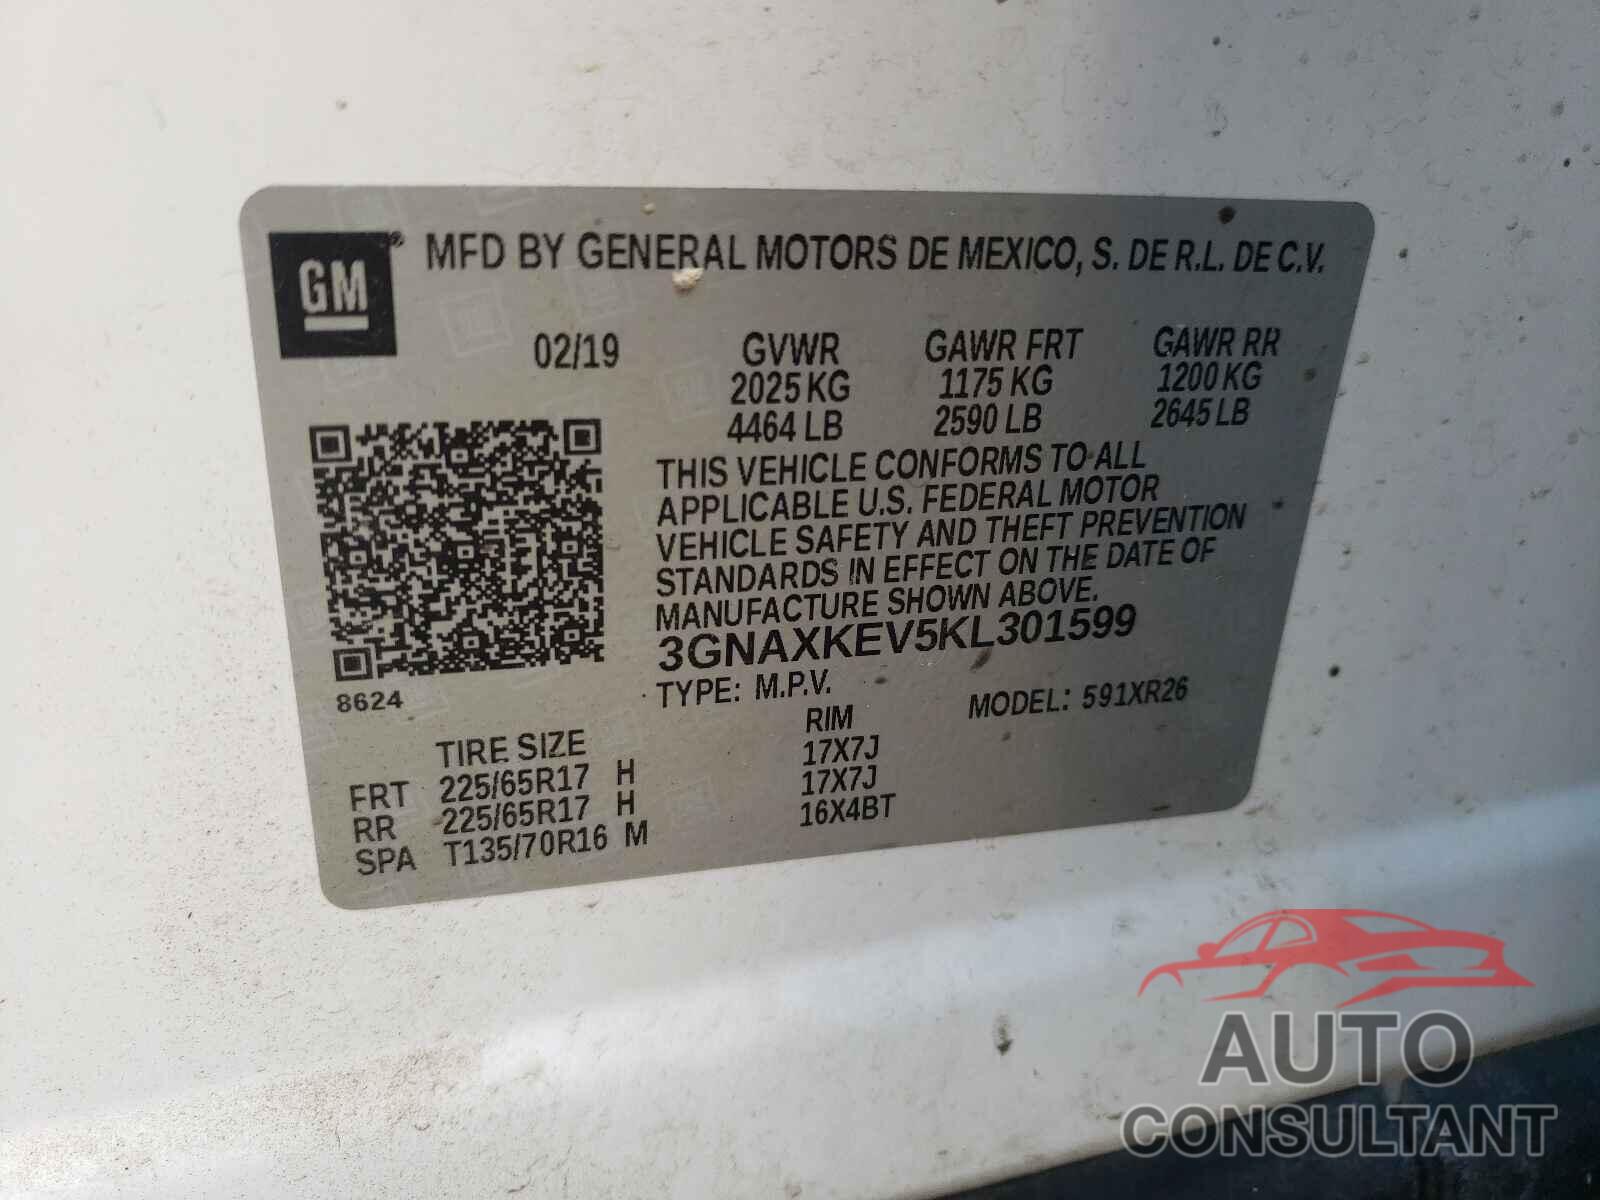 GM® MFD BY GENERAL MOTORS DE MEXICO, S. DE R.L. DE C.V.
02/19 GVWR GAWR FRT GAWR RR
2025 KG 1175 KG 1200 KG
4464 LB 2590 LB 2645 LB
THIS VEHICLE CONFORMS TO ALL
APPLICABLE U.S. FEDERAL MOTOR
VEHICLE SAFETY AND THEFT PREVENTION
STANDARDS IN EFFECT ON THE DATE OF
MANUFACTURE SHOWN ABOVE.
3GNAXKEV5KL301599
8624 TYPE: M.P.V. MODEL: 591XR26
TIRE SIZE RIM
FRT 225/65R17 H 17X7J
RR 225/65R17 H 17X7J
SPA T135/70R16 M 16X4BT
AUTO
CONSULTANT